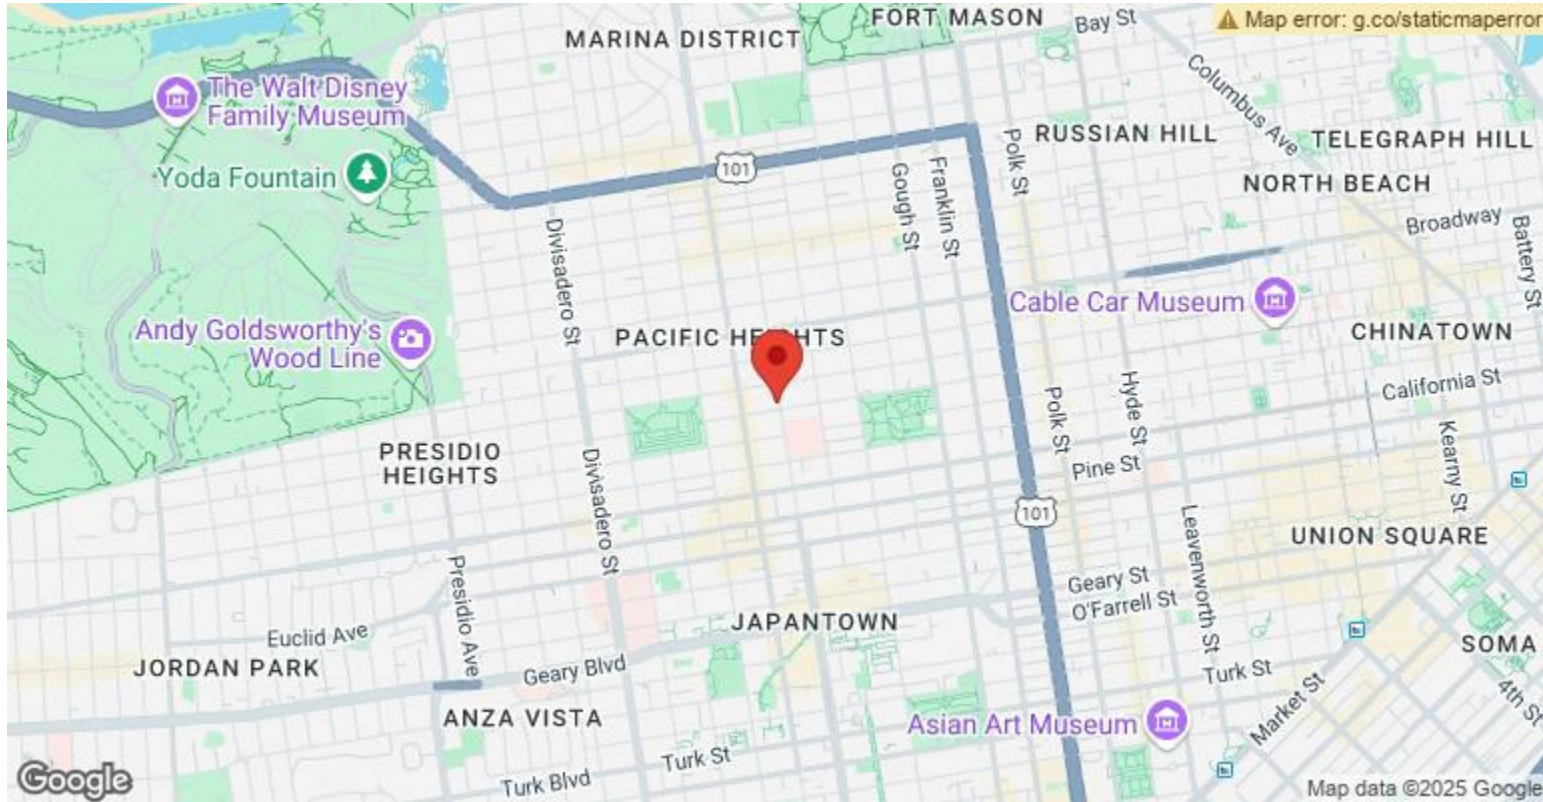 FORT MASON
Bay St
Map error: g.co/staticmaperror
MARINA DISTRICT
Columbus Ave
The Walt Disney
Family Museum
RUSSIAN HILL
TELEGRAPH HILL
Polk St
101
Yoda Fountain
Gough St
Franklin St
NORTH BEACH
Broadway
Battery St
Divisadero St
Cable Car Museum
Andy Goldsworthy's
Wood Line
PACIFIC HEIGHTS
CHINATOWN
California St
Hyde St
Polk St
PRESIDIO
HEIGHTS
Pine St
Kearny St
Divisadero St
101
Leavenworth St
UNION SQUARE
Presidio Ave
Geary St
O'Farrell St
JAPANTOWN
Euclid Ave
SOMA
JORDAN PARK
Geary Blvd
Turk St
4th St
Market St
ANZA VISTA
Asian Art Museum
Turk St
Turk Blvd
Google
Map data ©2025 Google